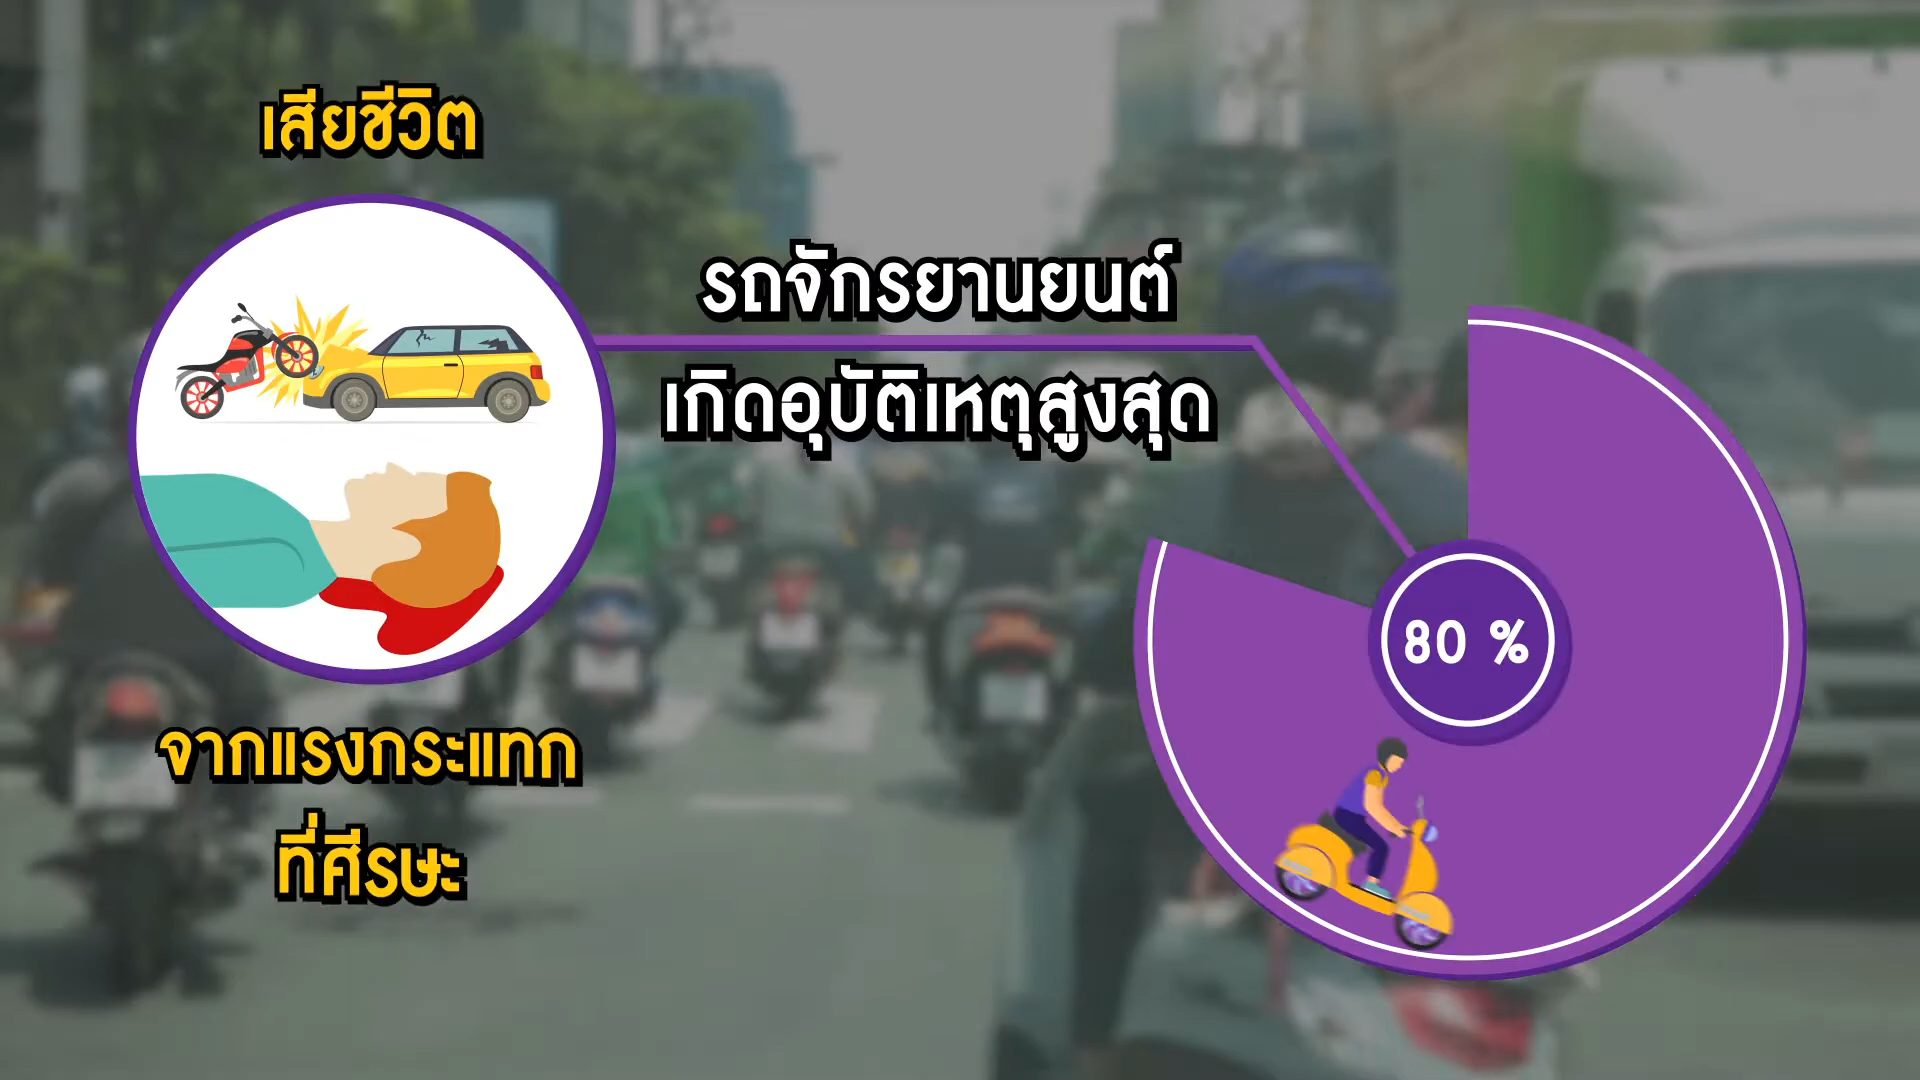 เสียชีวิต
รถจักรยานยนต์
เกิดอุบัติเหตุสูงสุด
80 %
จากแรงกระแทก
ที่ศีรษะ